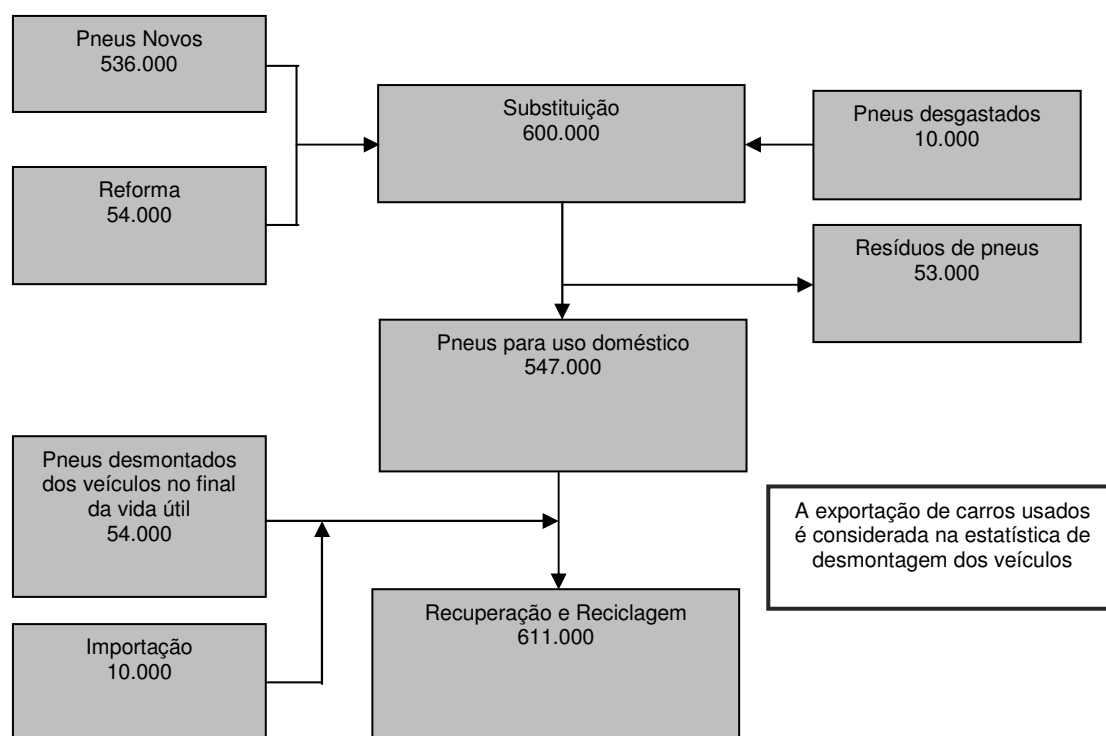 Pneus Novos
536.000
Substituição
600.000
Pneus desgastados
10.000
Reforma
54.000
Resíduos de pneus
53.000
Pneus para uso doméstico
547.000
Pneus desmontados
dos veículos no final
da vida útil
54.000
A exportação de carros usados
é considerada na estatística de
desmontagem dos veículos
Recuperação e Reciclagem
611.000
Importação
10.000